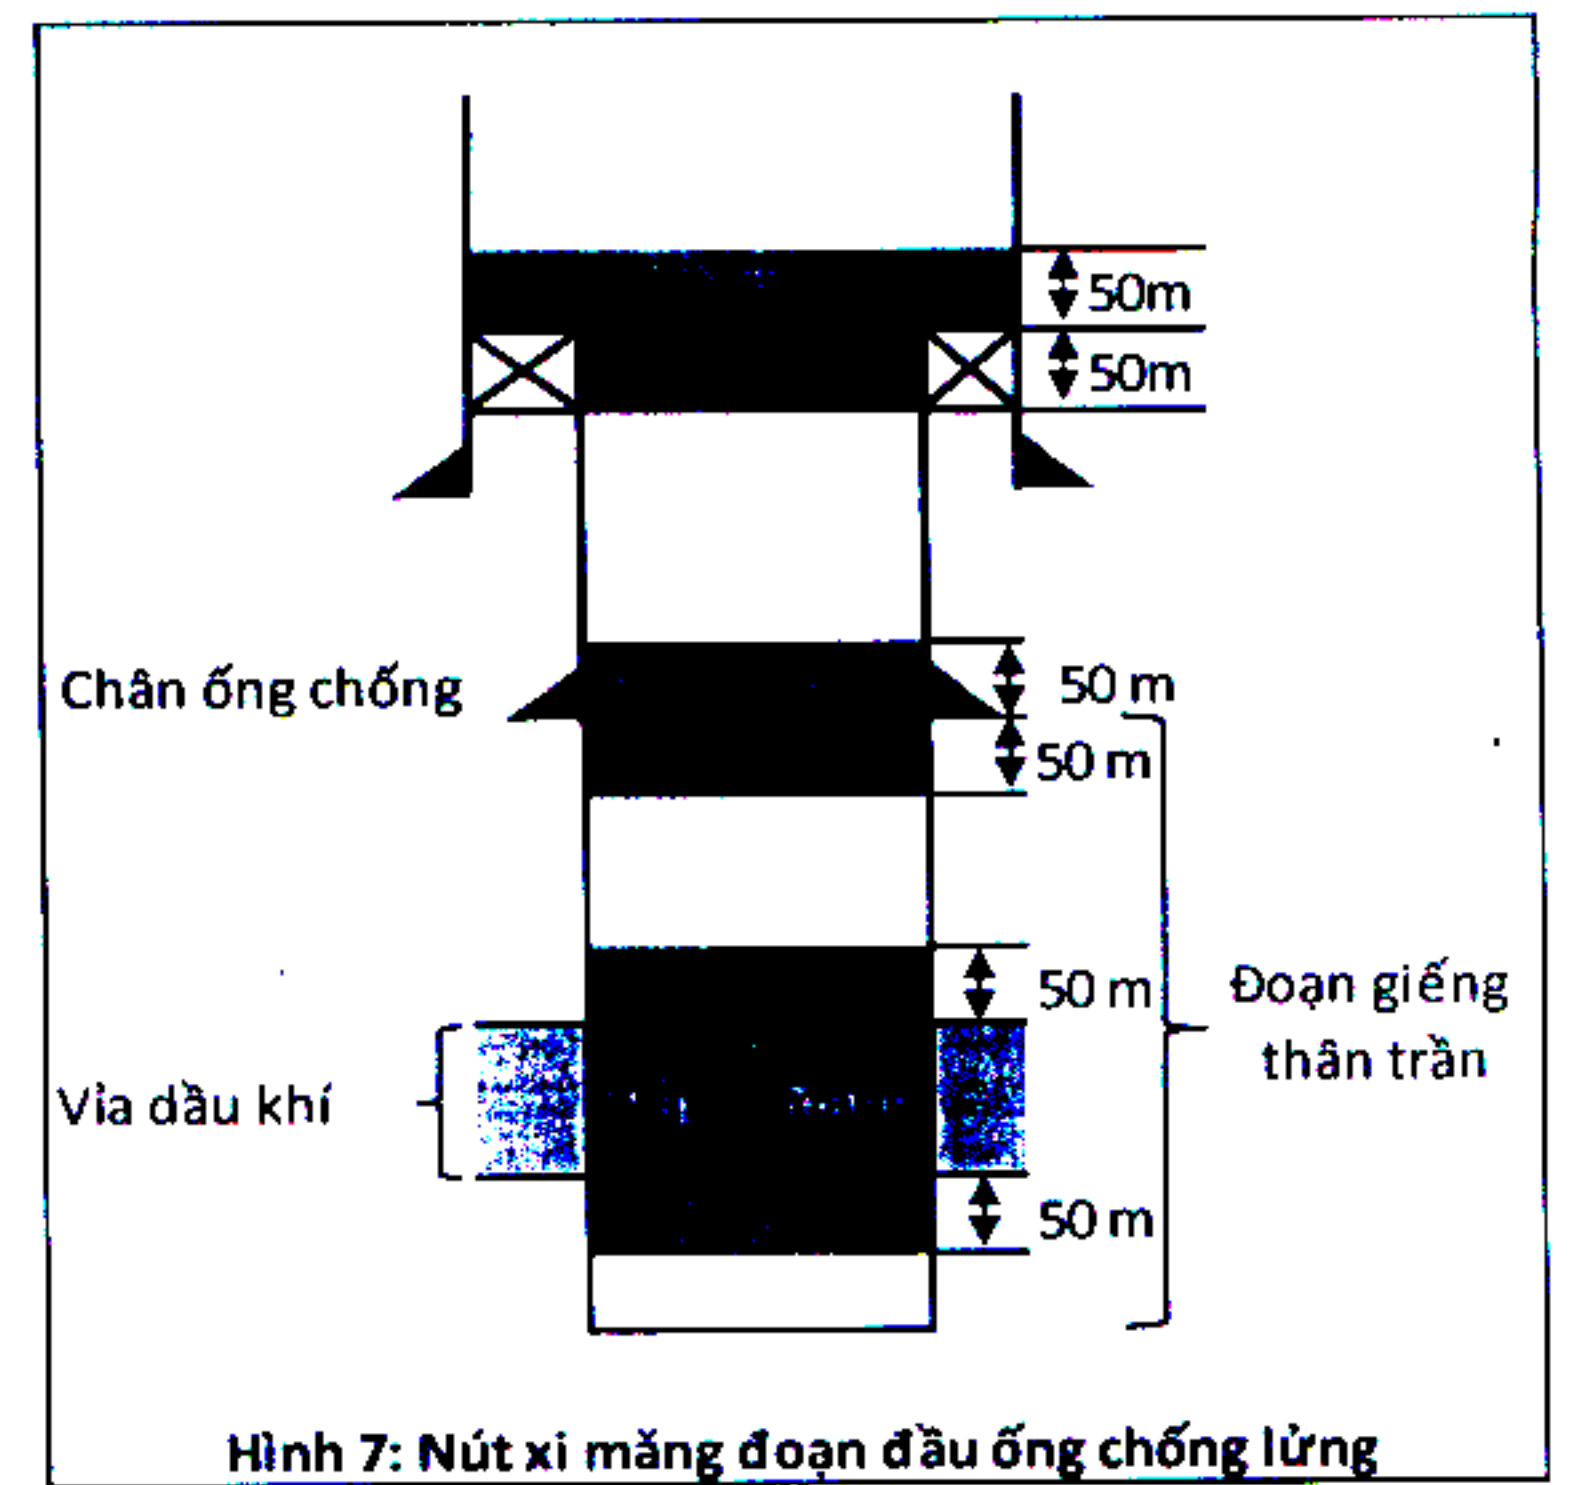 50m
50m
Chân ống chống
50 m
50 m
50 m
Đoạn giếng
thân trần
Vỉa dầu khí
50 m
Hình 7: Nút xi măng đoạn đầu ống chống lửng